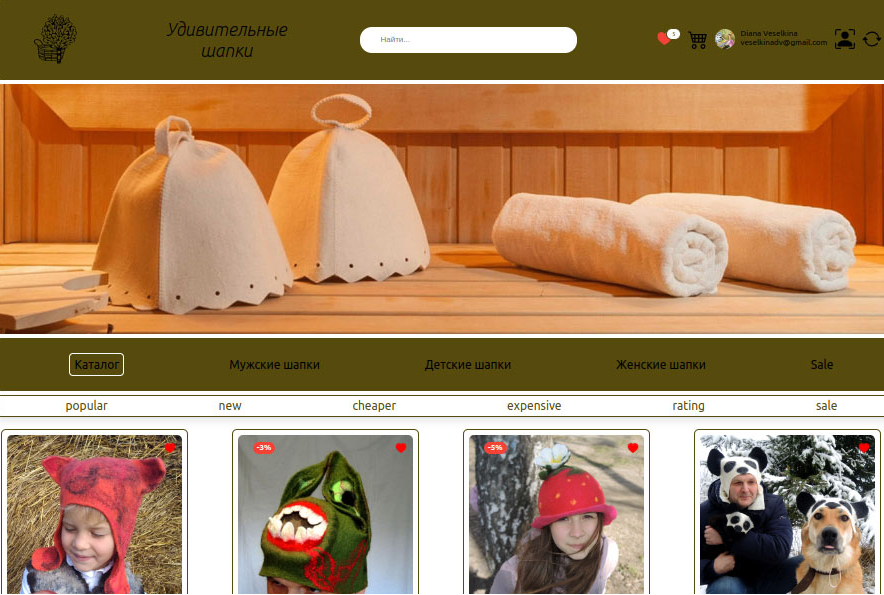 Удивительные
шапки
Найти...
5
Diana Veselkina
veselkinadv@gmail.com
Каталог
Мужские шапки
Детские шапки
Женские шапки
Sale
popular
new
cheaper
expensive
rating
sale
-3%
-5%